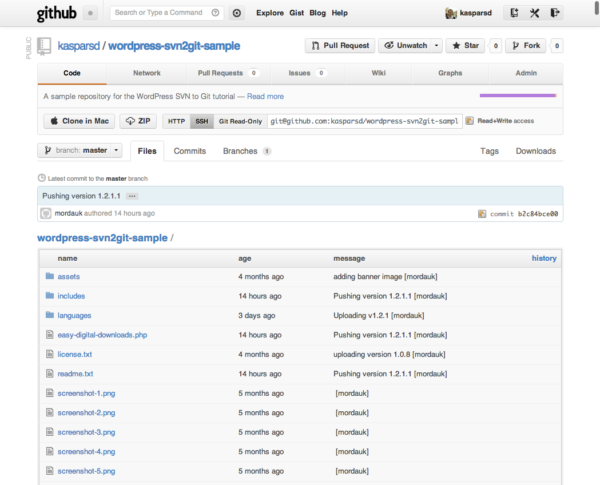 github Search or Type a Command Explore Gist Blog Help kasparsd
PUBLIC
kasparsd / wordpress-svn2git-sample Pull Request Unwatch Star 0 Fork 0
Code Network Pull Requests 0 Issues 0 Wiki Graphs Admin
A sample repository for the WordPress SVN to Git tutorial — Read more
Clone in Mac ZIP HTTP SSH Git Read-Only git@github.com:kasparsd/wordpress-svn2git-sampl Read+Write access
branch: master Files Commits Branches 1 Tags Downloads
Latest commit to the master branch
Pushing version 1.2.1.1
mordauk authored 14 hours ago commit b2c84bce00
wordpress-svn2git-sample /
name age message history
assets 4 months ago adding banner image [mordauk]
includes 14 hours ago Pushing version 1.2.1.1 [mordauk]
languages 3 days ago Uploading v1.2.1 [mordauk]
easy-digital-downloads.php 14 hours ago Pushing version 1.2.1.1 [mordauk]
license.txt 4 months ago uploading version 1.0.8 [mordauk]
readme.txt 14 hours ago Pushing version 1.2.1.1 [mordauk]
screenshot-1.png 5 months ago [mordauk]
screenshot-2.png 5 months ago [mordauk]
screenshot-3.png 5 months ago [mordauk]
screenshot-4.png 5 months ago [mordauk]
screenshot-5.png 5 months ago [mordauk]